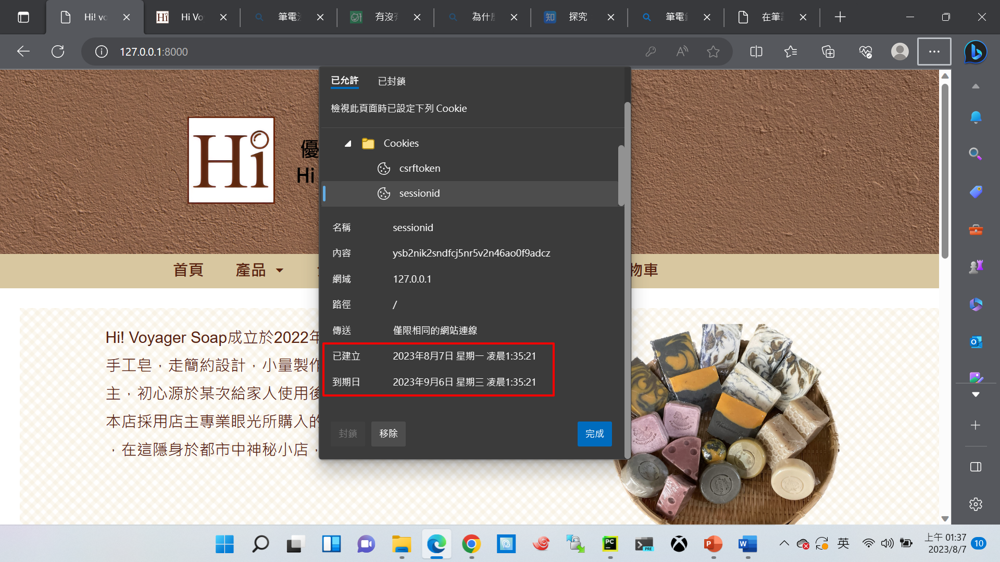 Hi! vo
Hi Vo
筆電
有沒
為什
探究
筆電
在筆
127.0.0.1:8000
已允許 已封鎖
檢視此頁面時已設定下列 Cookie
Cookies
csrftoken
sessionid
名稱 sessionid
內容 ysb2nik2sndfcj5nr5v2n46ao0f9adcz
網域 127.0.0.1
路徑 /
傳送 僅限相同的網站連線
已建立 2023年8月7日 星期一 凌晨1:35:21
到期日 2023年9月6日 星期三 凌晨1:35:21
封鎖 移除 完成
Hi
優
Hi
首頁 產品 物車
Hi! Voyager Soap成立於2022年
手工皂，走簡約設計，小量製作
主，初心源於某次給家人使用後
本店採用店主專業眼光所購入的
，在這隱身於都市中神秘小店，
英
上午 01:37
2023/8/7
10